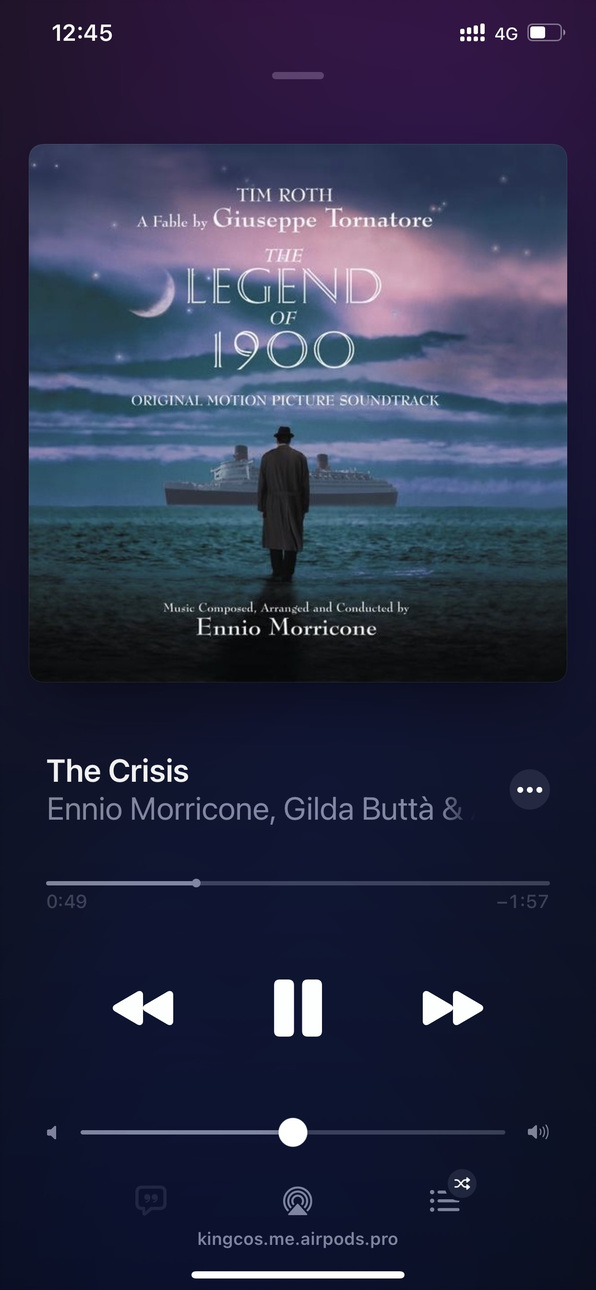 12:45
4G
TIM ROTH
A Fable by Giuseppe Tornatore
THE
LEGEND
OF
1900
ORIGINAL MOTION PICTURE SOUNDTRACK
Music Composed, Arranged and Conducted by
Ennio Morricone
The Crisis
Ennio Morricone, Gilda Buttà &
0:49
–1:57
kingcos.me.airpods.pro